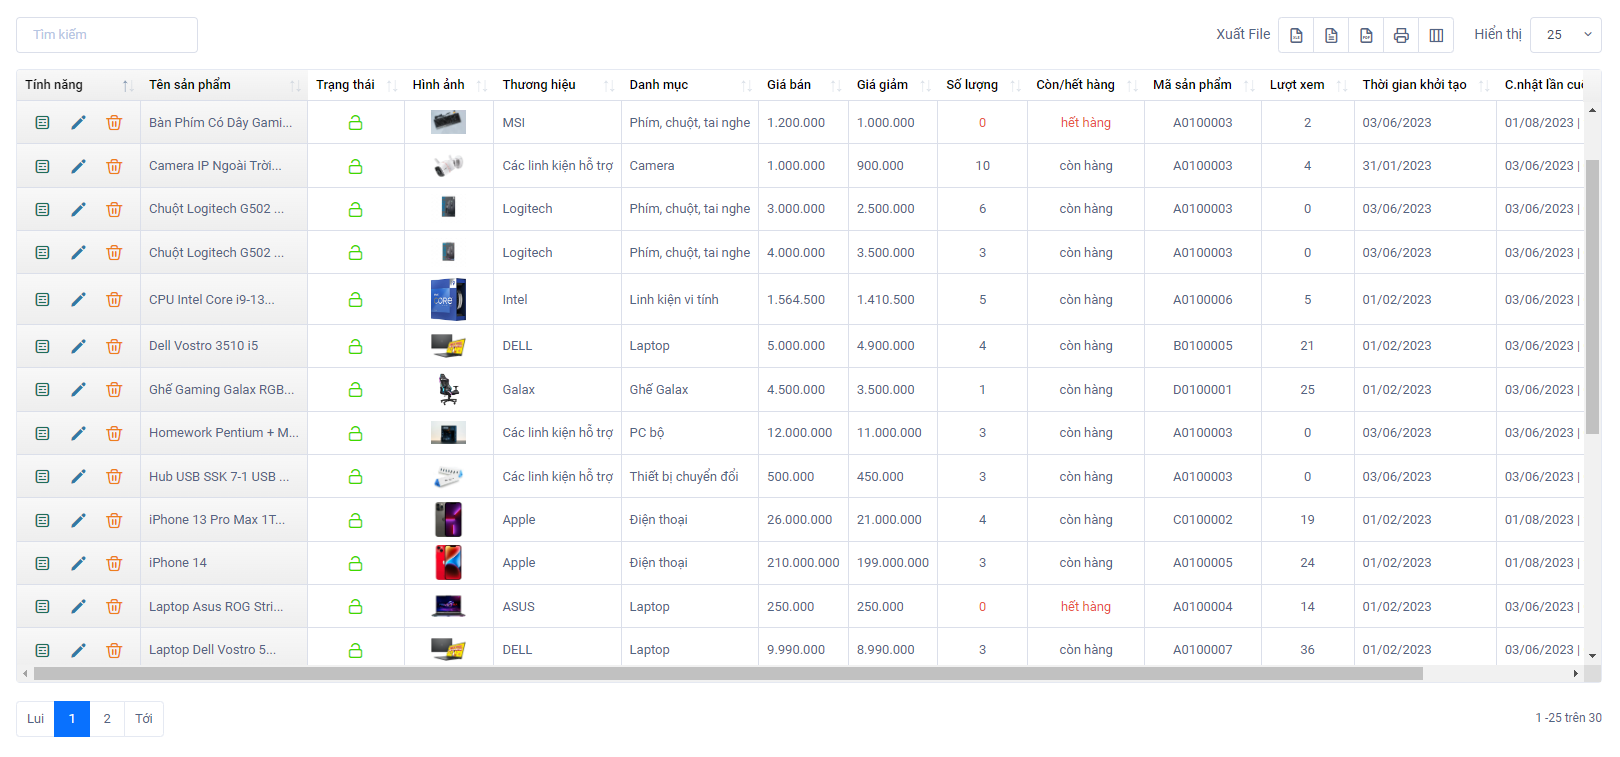 Tìm kiếm Xuất File Hiển thị 25
Tính năng Tên sản phẩm Trạng thái Hình ảnh Thương hiệu Danh mục Giá bán Giá giảm Số lượng Còn/hết hàng Mã sản phẩm Lượt xem Thời gian khởi tạo C.nhật lần cuố
Bàn Phím Có Dây Gami... MSI Phím, chuột, tai nghe 1.200.000 1.000.000 0 hết hàng A0100003 2 03/06/2023 01/08/2023 |
Camera IP Ngoài Trời... Các linh kiện hỗ trợ Camera 1.000.000 900.000 10 còn hàng A0100003 4 31/01/2023 03/06/2023 |
Chuột Logitech G502 ... Logitech Phím, chuột, tai nghe 3.000.000 2.500.000 6 còn hàng A0100003 0 03/06/2023 03/06/2023 |
Chuột Logitech G502 ... Logitech Phím, chuột, tai nghe 4.000.000 3.500.000 3 còn hàng A0100003 0 03/06/2023 03/06/2023 |
CPU Intel Core i9-13... Intel Linh kiện vi tính 1.564.500 1.410.500 5 còn hàng A0100006 5 01/02/2023 03/06/2023 |
Dell Vostro 3510 i5 DELL Laptop 5.000.000 4.900.000 4 còn hàng B0100005 21 01/02/2023 03/06/2023 |
Ghế Gaming Galax RGB... Galax Ghế Galax 4.500.000 3.500.000 1 còn hàng D0100001 25 01/02/2023 03/06/2023 |
Homework Pentium + M... Các linh kiện hỗ trợ PC bộ 12.000.000 11.000.000 3 còn hàng A0100003 0 03/06/2023 03/06/2023 |
Hub USB SSK 7-1 USB ... Các linh kiện hỗ trợ Thiết bị chuyển đổi 500.000 450.000 3 còn hàng A0100003 0 03/06/2023 03/06/2023 |
iPhone 13 Pro Max 1T... Apple Điện thoại 26.000.000 21.000.000 4 còn hàng C0100002 19 01/02/2023 01/08/2023 |
iPhone 14 Apple Điện thoại 210.000.000 199.000.000 3 còn hàng A0100005 24 01/02/2023 01/08/2023 |
Laptop Asus ROG Stri... ASUS Laptop 250.000 250.000 0 hết hàng A0100004 14 01/02/2023 03/06/2023 |
Laptop Dell Vostro 5... DELL Laptop 9.990.000 8.990.000 3 còn hàng A0100007 36 01/02/2023 03/06/2023 |
Lui 1 2 Tới 1 -25 trên 30